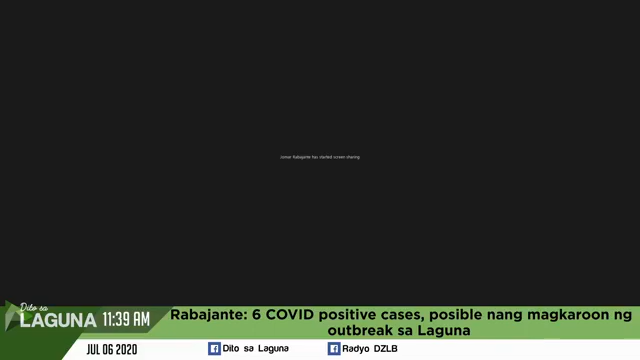 Jomar Rabajante has started screen sharing
Rabajante: 6 COVID positive cases, posible nang magkaroon ng
outbreak sa Laguna
Dito sa
LAGUNA 11:39 AM
JUL 06 2020
Dito sa Laguna
Radyo DZLB